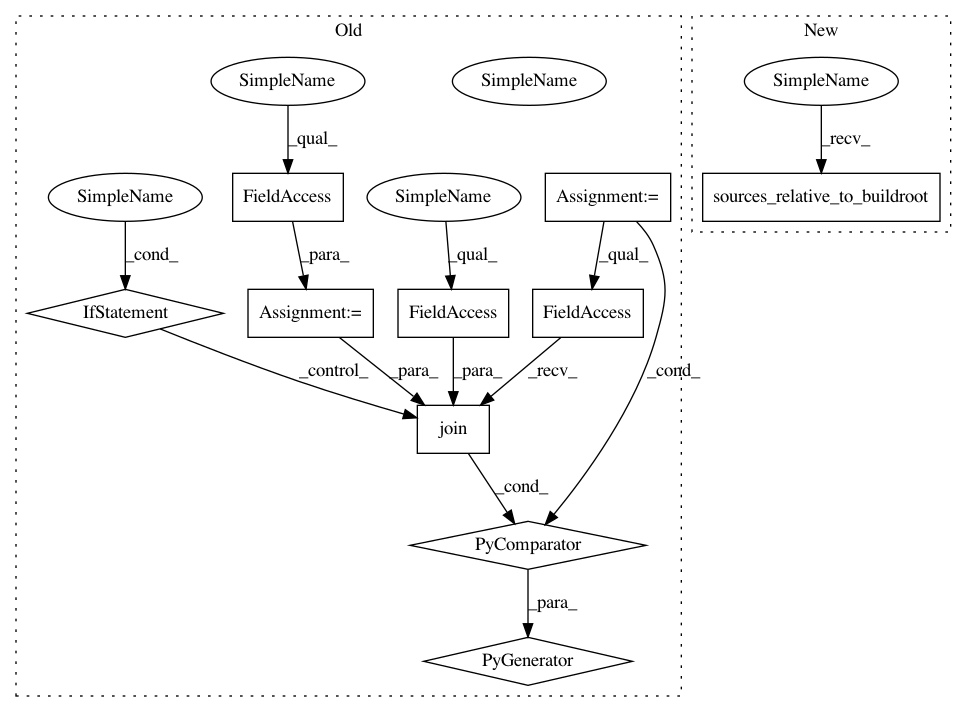 Old
New
SimpleName
SimpleName
SimpleName
_qual_
_recv_
SimpleName
FieldAccess
SimpleName
Assignment:=
sources_relative_to_buildroot
_cond_
_para_
_qual_
_qual_
IfStatement
Assignment:=
FieldAccess
FieldAccess
_control_
_para_
_para_
_recv_
_cond_
join
_cond_
PyComparator
_para_
PyGenerator